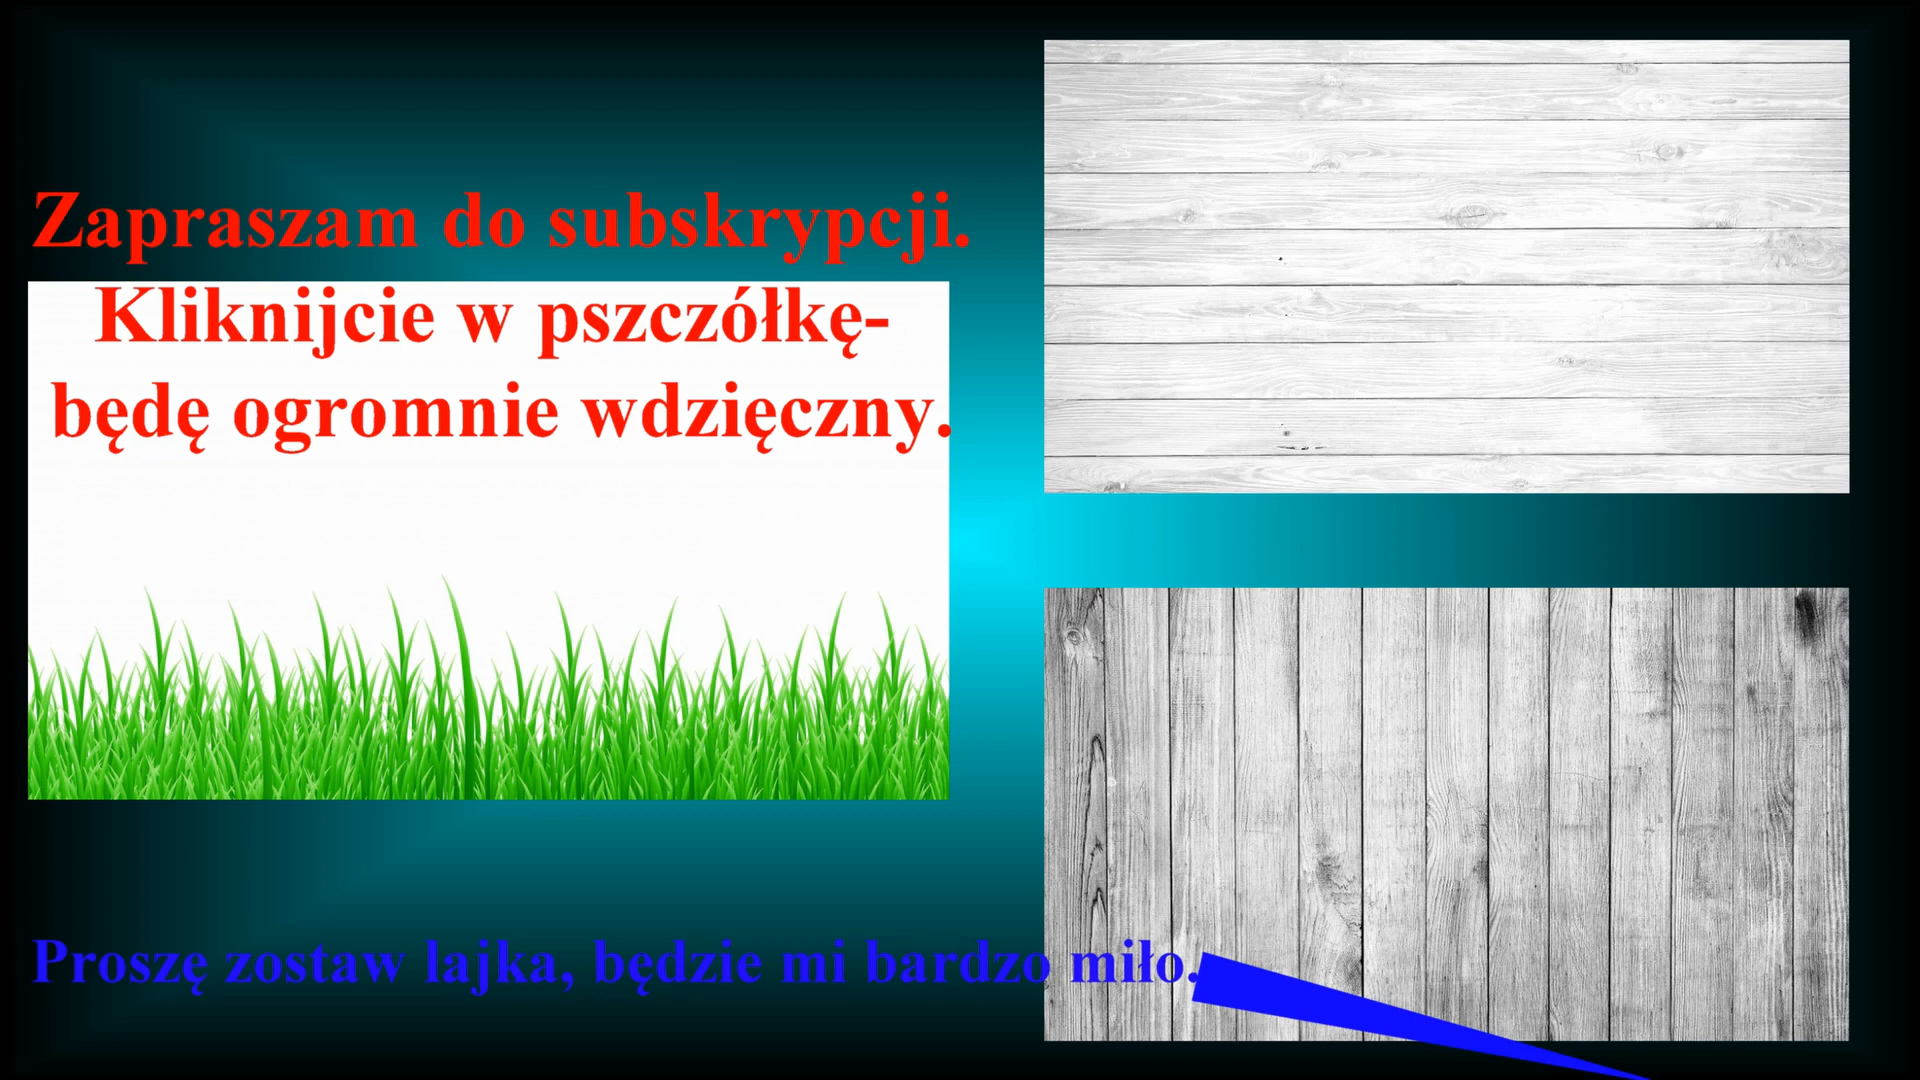 Zapraszam do subskrypcji.
Kliknijcie w pszczółkę-
będę ogromnie wdzięczny.
Proszę zostaw lajka, będzie mi bardzo miło.